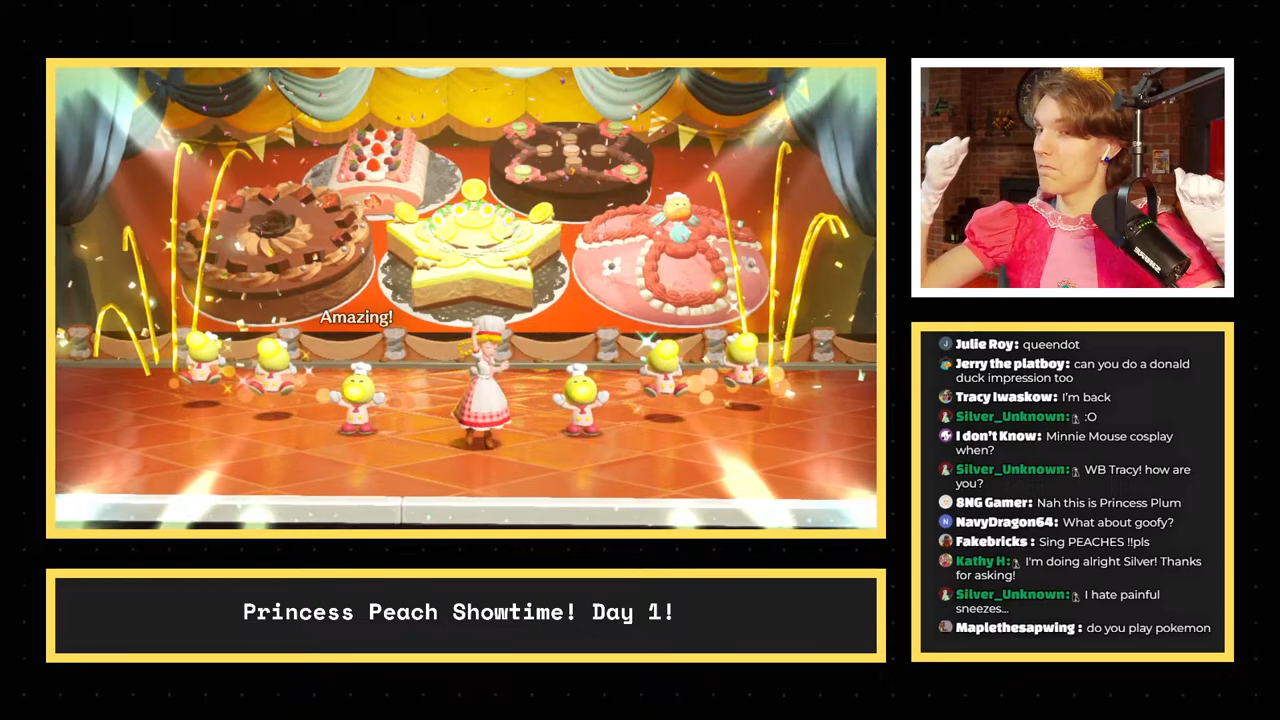 Amazing!
Princess Peach Showtime! Day 1!
Julie Roy: queendot
Jerry the platboy: can you do a donald
duck impression too
Tracy Iwaskow: I'm back
Silver_Unknown: :O
I don't Know: Minnie Mouse cosplay
when?
Silver_Unknown: WB Tracy! how are
you?
8NG Gamer: Nah this is Princess Plum
NavyDragon64: What about goofy?
Fakebricks : Sing PEACHES !!pls
Kathy H: I'm doing alright Silver! Thanks
for asking!
Silver_Unknown: I hate painful
sneezes...
Maplethesapwing : do you play pokemon